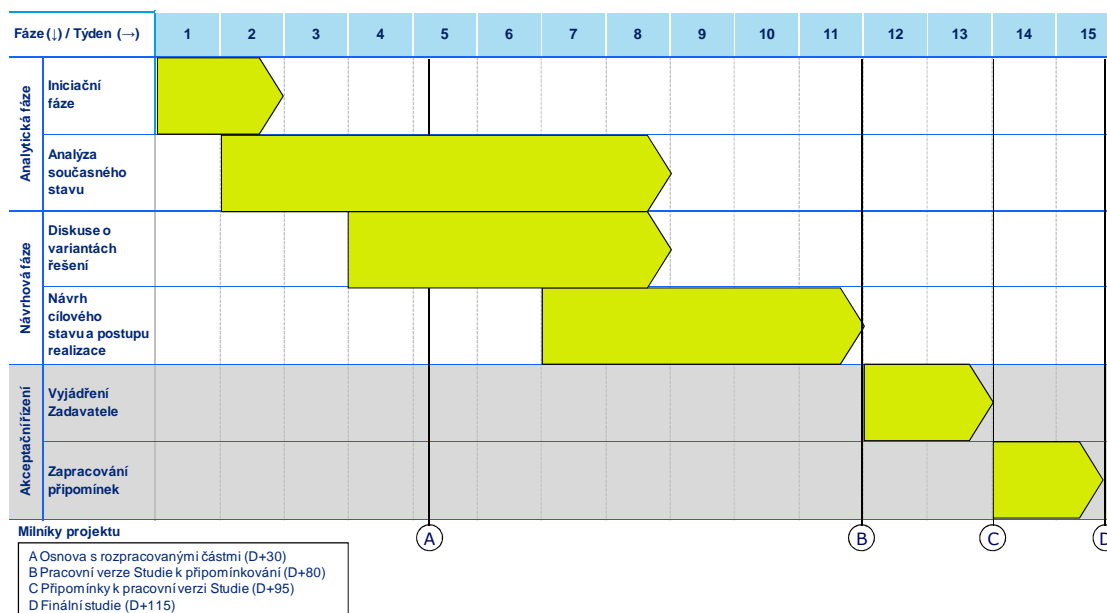 Fáze (↓) / Týden (→) 1 2 3 4 5 6 7 8 9 10 11 12 13 14 15
Analytická fáze
Iniciační
fáze
Analýza
současného
stavu
Návrhová fáze
Diskuse o
variantách
řešení
Návrh
cílového
stavu a postupu
realizace
Akceptační řízení
Vyjádření
Zadavatele
Zapracování
připomínek
Milníky projektu
A B C D
A Osnova s rozpracovanými částmi (D+30)
B Pracovní verze Studie k připomínkování (D+80)
C Připomínky k pracovní verzi Studie (D+95)
D Finální studie (D+115)